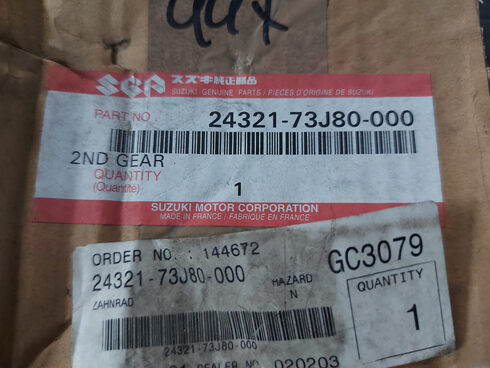 SGP スズキ純正部品
SUZUKI GENUINE PARTS / PIECES D'ORIGINE DE SUZUKI
PART NO. 24321-73J80-000
2ND GEAR
QUANTITY
(Quantité) 1
SUZUKI MOTOR CORPORATION
MADE IN FRANCE / FABRIQUE EN FRANCE
ORDER NO. : 144672
24321-73J80-000
HAZARD
N
GC3079
ZAHNRAD
QUANTITY
1
24321-73J80-000
DEALER NO. 020203